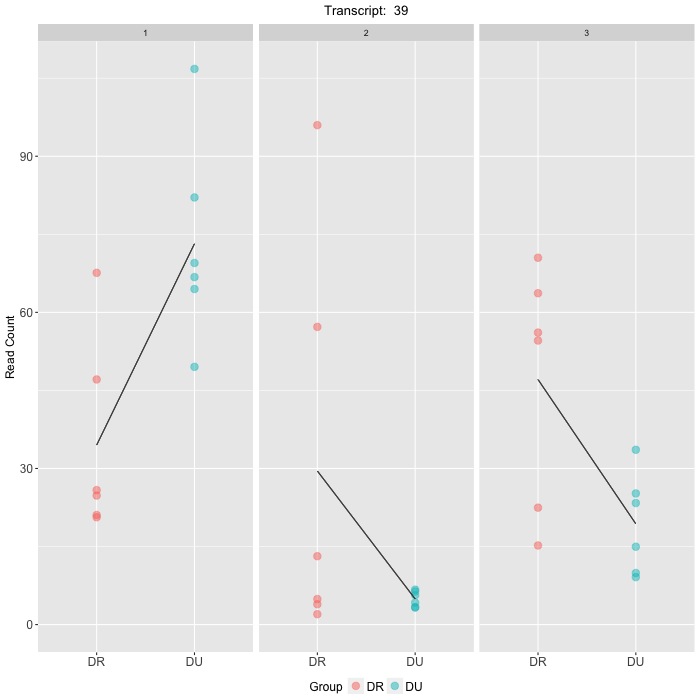 Transcript:  39
1 2 3
Read Count
90
60
30
0
DR DU DR DU DR DU
Group DR DU